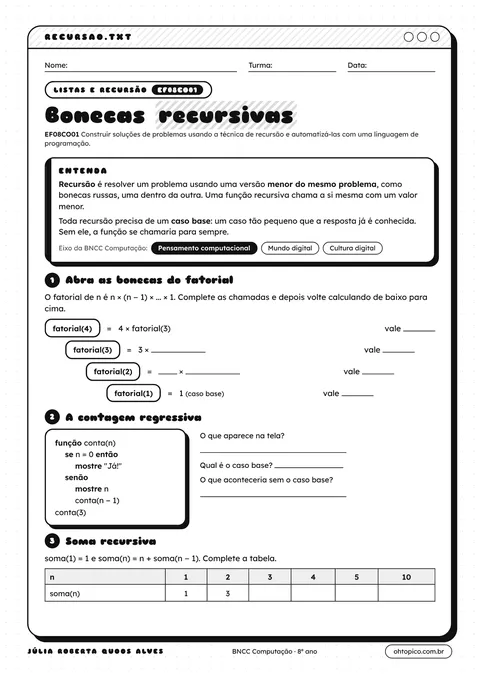 RECURSAO.TXT
Nome: Turma: Data:
LISTAS E RECURSÃO EF08CO01
Bonecas recursivas
EF08CO01 Construir soluções de problemas usando a técnica de recursão e automatizá-las com uma linguagem de
programação.
ENTENDA
Recursão é resolver um problema usando uma versão menor do mesmo problema, como
bonecas russas, uma dentro da outra. Uma função recursiva chama a si mesma com um valor
menor.
Toda recursão precisa de um caso base: um caso tão pequeno que a resposta já é conhecida.
Sem ele, a função se chamaria para sempre.
Eixo da BNCC Computação: Pensamento computacional Mundo digital Cultura digital
1 Abra as bonecas do fatorial
O fatorial de n é n × (n − 1) × ... × 1. Complete as chamadas e depois volte calculando de baixo para
cima.
fatorial(4) = 4 × fatorial(3) vale
fatorial(3) = 3 × vale
fatorial(2) = × vale
fatorial(1) = 1 (caso base) vale
2 A contagem regressiva
função conta(n)
se n = 0 então
mostre "Já!"
senão
mostre n
conta(n − 1)
conta(3)
O que aparece na tela?
Qual é o caso base?
O que aconteceria sem o caso base?
3 Soma recursiva
soma(1) = 1 e soma(n) = n + soma(n − 1). Complete a tabela.
n 1 2 3 4 5 10
soma(n) 1 3
JÚLIA ROBERTA QUOOS ALVES BNCC Computação · 8º ano ohtopico.com.br